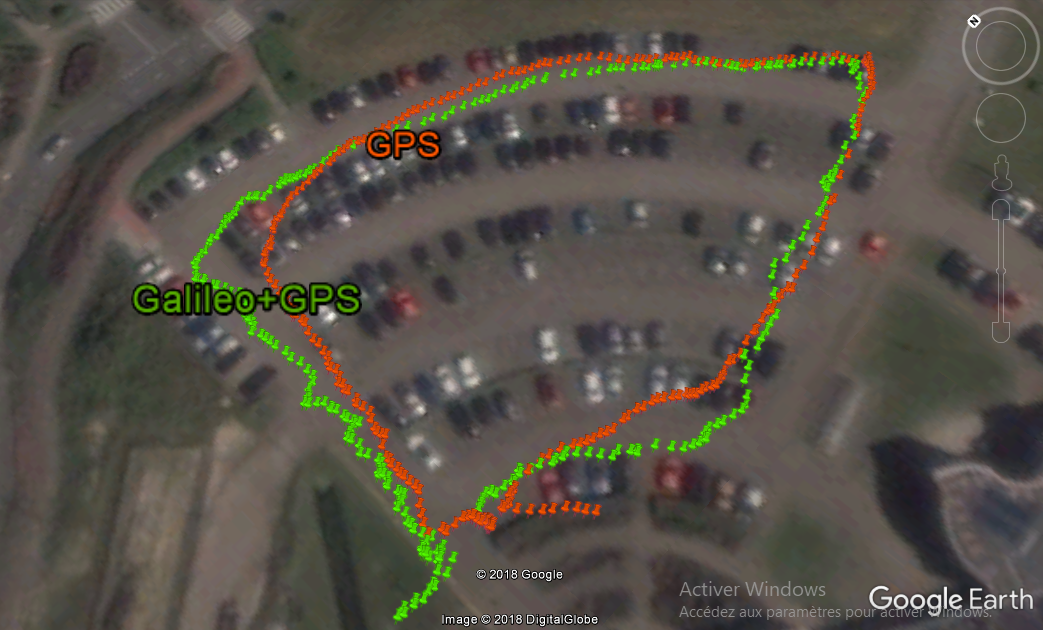 N
GPS
Galileo+GPS
© 2018 Google
Activer Windows
Google Earth
Accédez aux paramètres pour activer Windows.
Image © 2018 DigitalGlobe